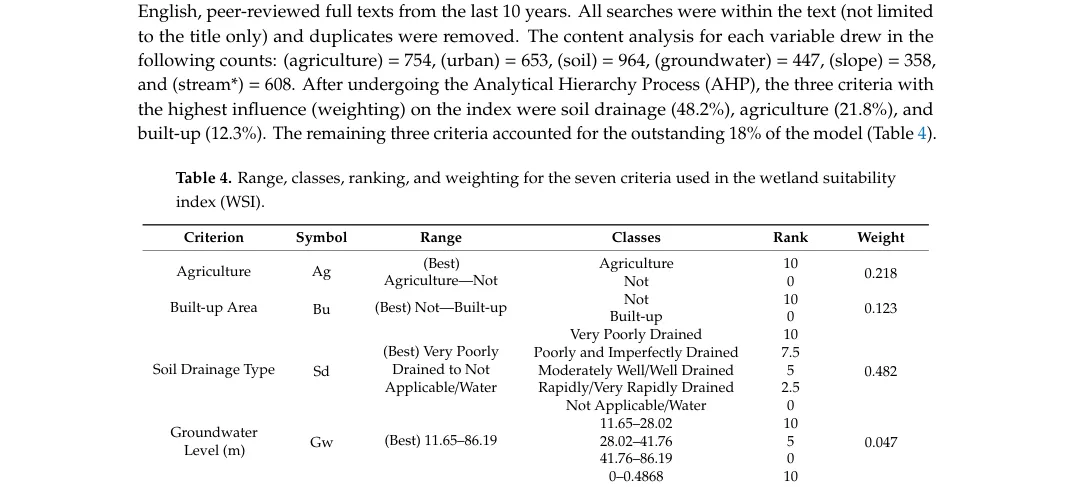 English, peer-reviewed full texts from the last 10 years. All searches were within the text (not limited
to the title only) and duplicates were removed. The content analysis for each variable drew in the
following counts: (agriculture) = 754, (urban) = 653, (soil) = 964, (groundwater) = 447, (slope) = 358,
and (stream*) = 608. After undergoing the Analytical Hierarchy Process (AHP), the three criteria with
the highest influence (weighting) on the index were soil drainage (48.2%), agriculture (21.8%), and
built-up (12.3%). The remaining three criteria accounted for the outstanding 18% of the model (Table 4).
Table 4. Range, classes, ranking, and weighting for the seven criteria used in the wetland suitability
index (WSI).
Criterion Symbol Range Classes Rank Weight
Agriculture Ag (Best) Agriculture—Not Agriculture 10 0.218
Not 0
Built-up Area Bu (Best) Not—Built-up Not 10 0.123
Built-up 0
Soil Drainage Type Sd (Best) Very Poorly Drained to Not Applicable/Water Very Poorly Drained 10 0.482
Poorly and Imperfectly Drained 7.5
Moderately Well/Well Drained 5
Rapidly/Very Rapidly Drained 2.5
Not Applicable/Water 0
Groundwater Level (m) Gw (Best) 11.65–86.19 11.65–28.02 10 0.047
28.02–41.76 5
41.76–86.19 0
0–0.4868 10